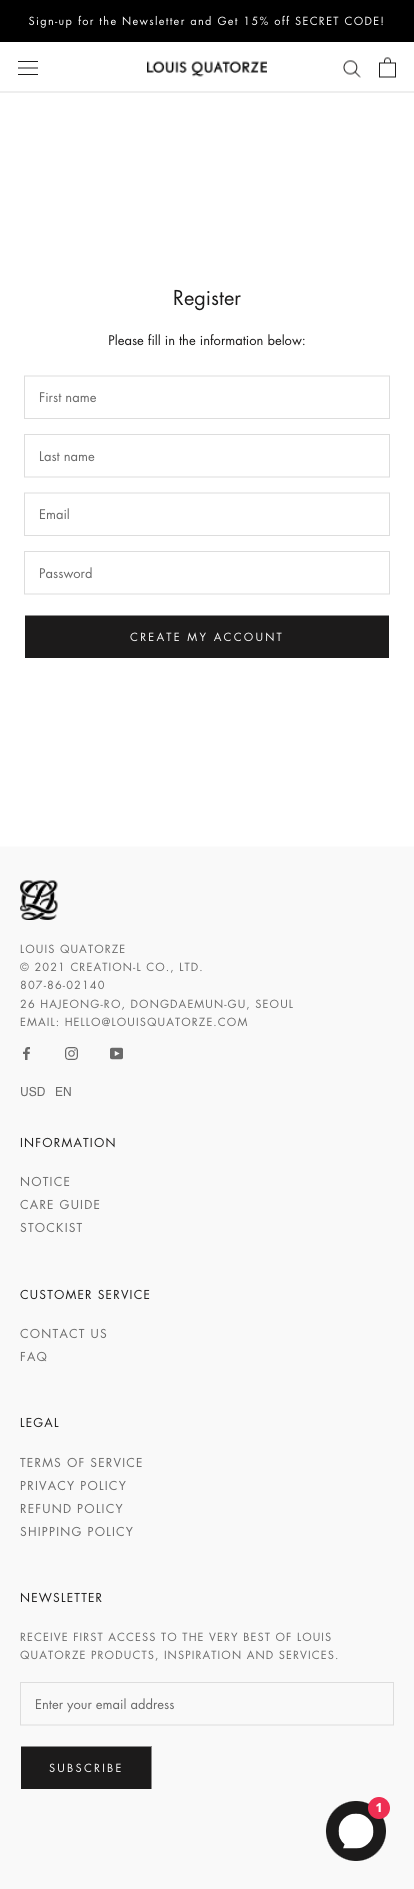 Sign-up for the Newsletter and Get 15% off SECRET CODE!
LOUIS QUATORZE
Register
Please fill in the information below:
First name
Last name
Email
Password
CREATE MY ACCOUNT
LOUIS QUATORZE
© 2021 CREATION-L CO., LTD.
807-86-02140
26 HAJEONG-RO, DONGDAEMUN-GU, SEOUL
EMAIL: HELLO@LOUISQUATORZE.COM
USD EN
INFORMATION
NOTICE
CARE GUIDE
STOCKIST
CUSTOMER SERVICE
CONTACT US
FAQ
LEGAL
TERMS OF SERVICE
PRIVACY POLICY
REFUND POLICY
SHIPPING POLICY
NEWSLETTER
RECEIVE FIRST ACCESS TO THE VERY BEST OF LOUIS
QUATORZE PRODUCTS, INSPIRATION AND SERVICES.
Enter your email address
SUBSCRIBE
1